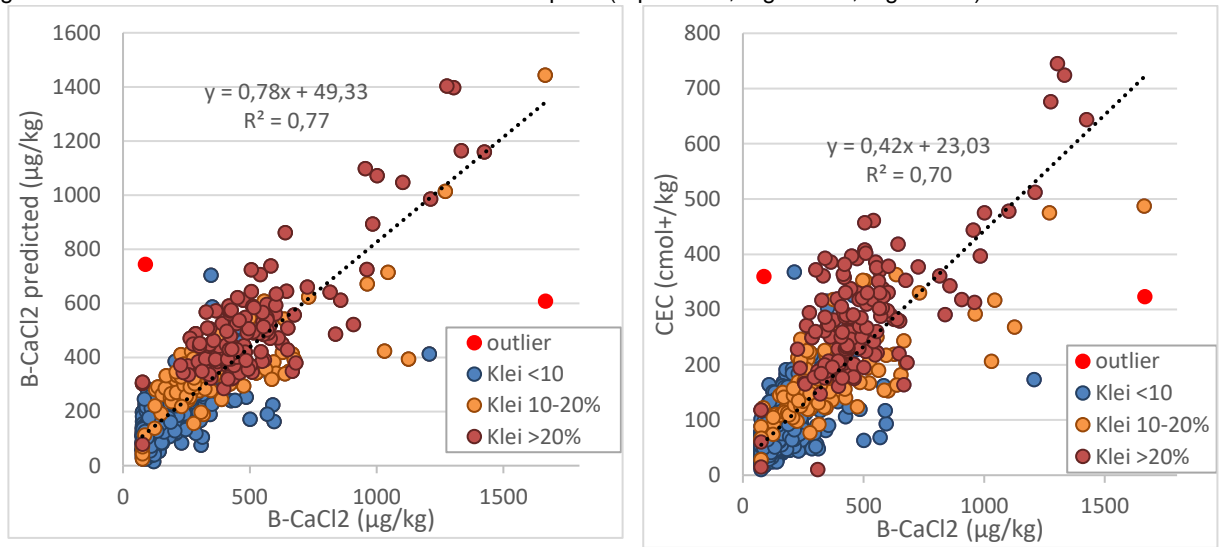 1600
1400
1200
1000
800
600
400
200
0
B-CaCl2 predicted (µg/kg)
y = 0,78x + 49,33
R² = 0,77
outlier
Klei <10
Klei 10-20%
Klei >20%
0 500 1000 1500
B-CaCl2 (µg/kg)
800
700
600
500
400
300
200
100
0
CEC (cmol+/kg)
y = 0,42x + 23,03
R² = 0,70
outlier
Klei <10
Klei 10-20%
Klei >20%
0 500 1000 1500
B-CaCl2 (µg/kg)